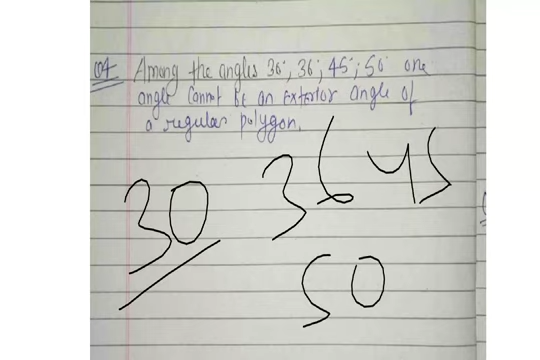 Q4 Among the angles 30°, 36°, 45°, 50° one
angle cannot be an exterior angle of
a regular polygon.
30 36 45
50